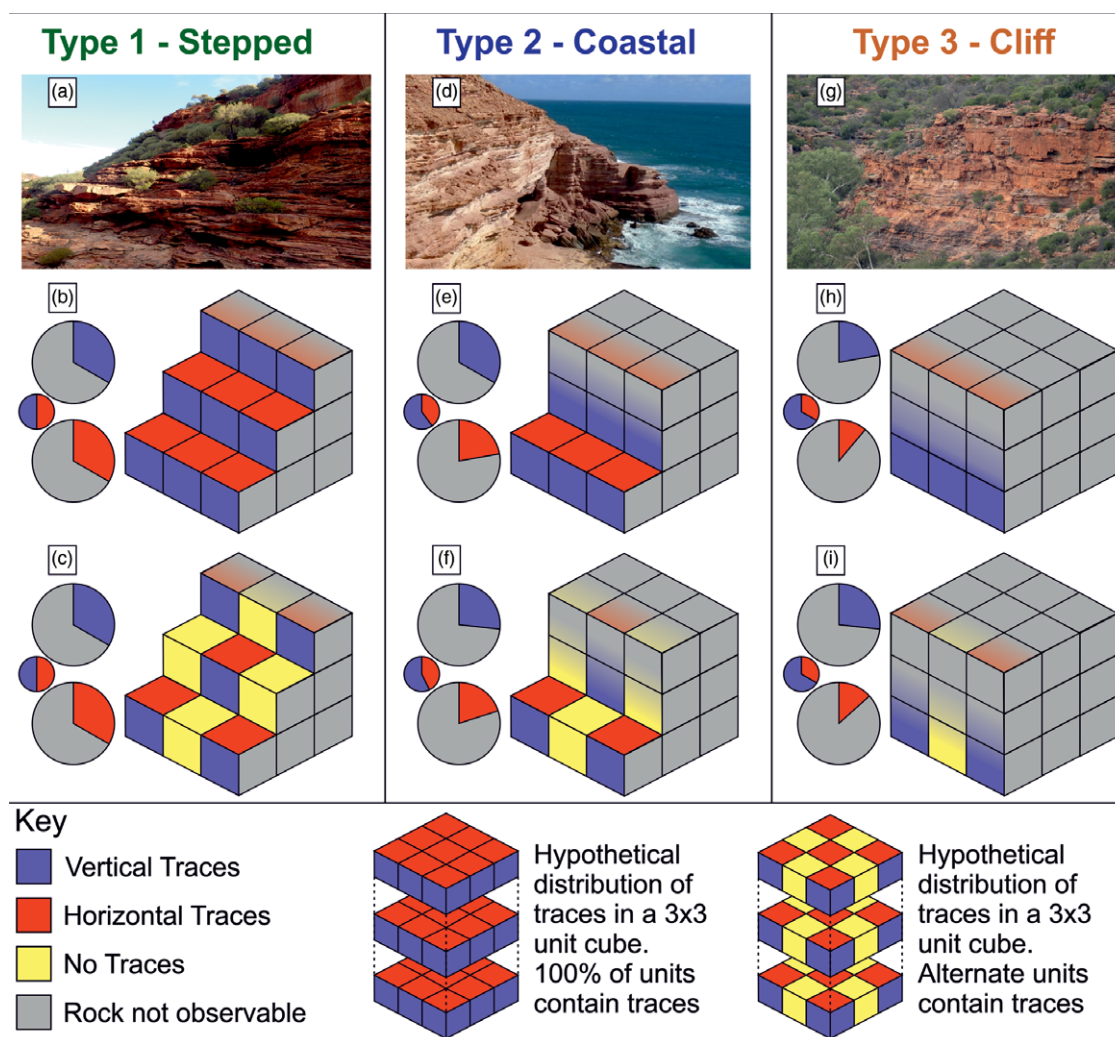 Type 1 - Stepped
Type 2 - Coastal
Type 3 - Cliff
(a)
(d)
(g)
(b)
(e)
(h)
(c)
(f)
(i)
Key
Vertical Traces
Horizontal Traces
No Traces
Rock not observable
Hypothetical
distribution of
traces in a 3x3
unit cube.
100% of units
contain traces
Hypothetical
distribution of
traces in a 3x3
unit cube.
Alternate units
contain traces